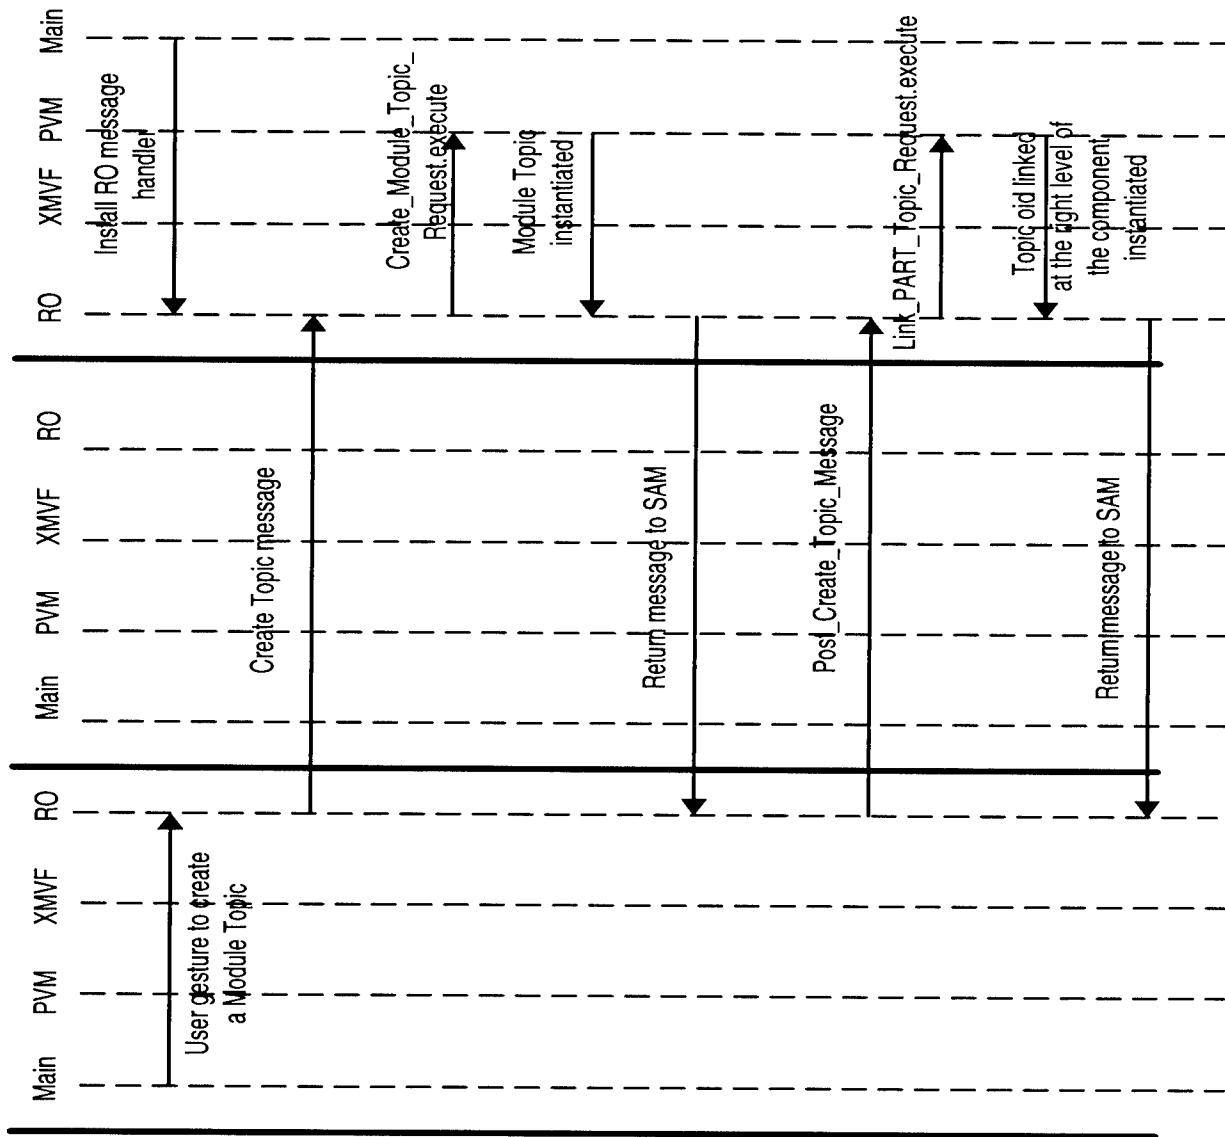 Main PVM XMVF RO Main PVM XMVF RO RO XMVF PVM Main
Install RO message
handler
User gesture to create
a Module Topic
Create Topic message
Create_Module_Topic_
Request.execute
Module Topic
instantiated
Return message to SAM
Post_Create_Topic_Message
Link_PART_Topic_Request.execute
Topic oid linked
at the right level of
the component
instantiated
Return message to SAM